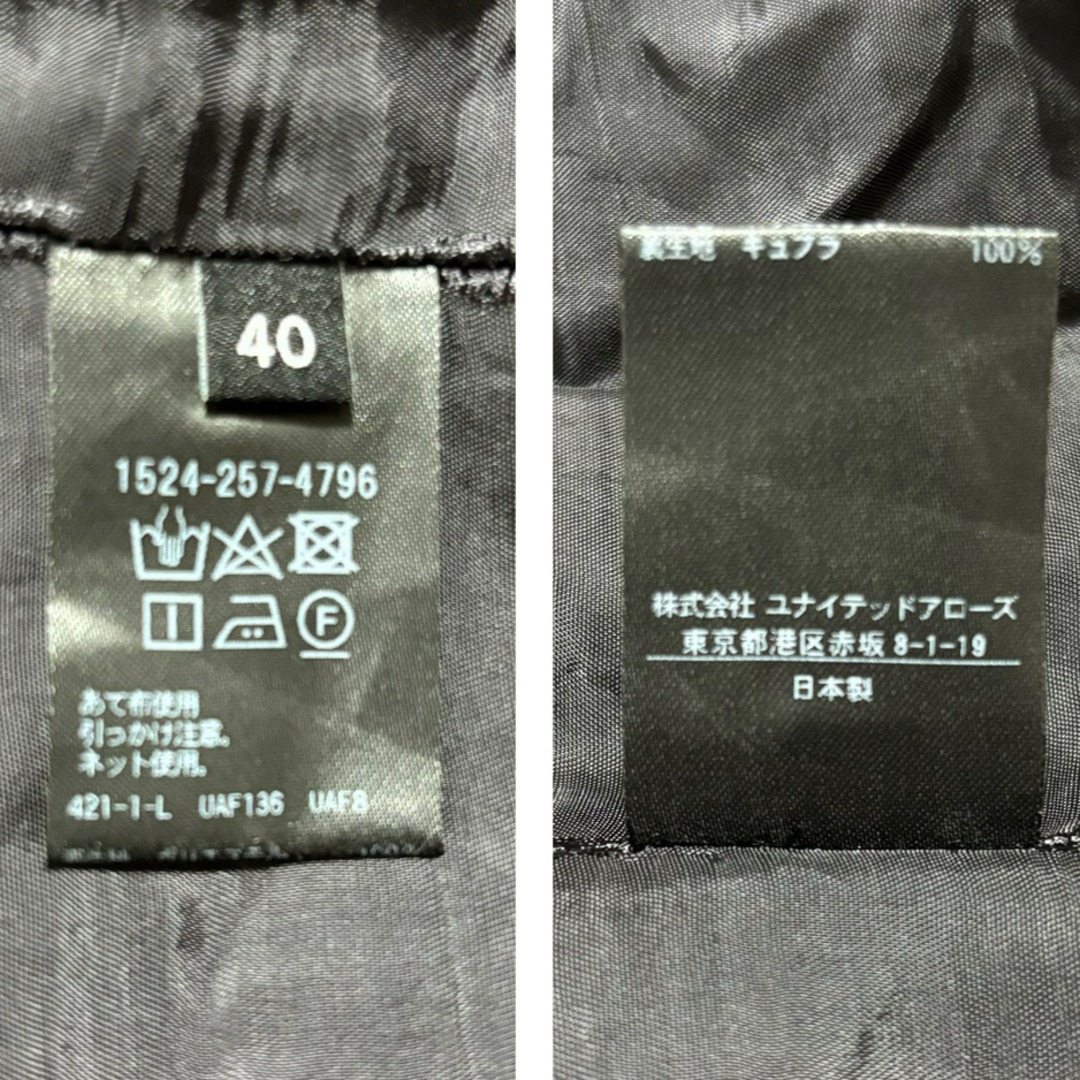 40
1524-257-4796
F
あて布使用
引っかけ注意。
ネット使用。
421-1-L UAF136 UAF8
裏生地 キュプラ 100%
株式会社 ユナイテッドアローズ
東京都港区赤坂 8-1-19
日本製